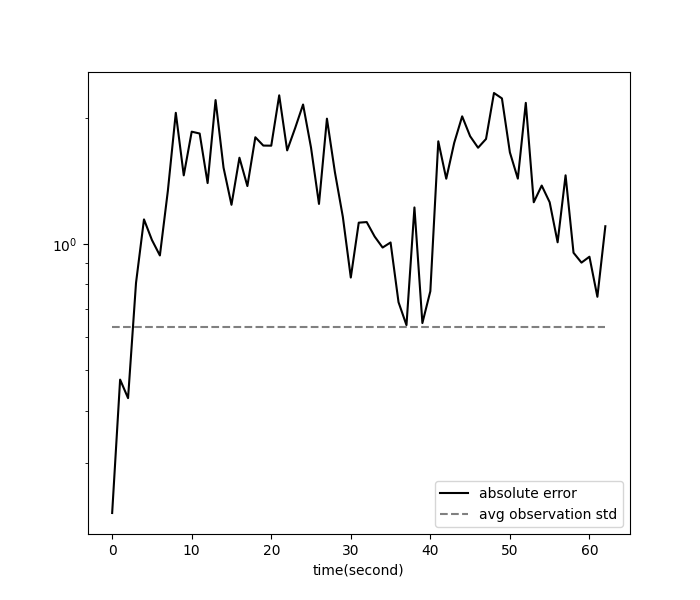 10⁰
0 10 20 30 40 50 60
time(second)
absolute error
avg observation std